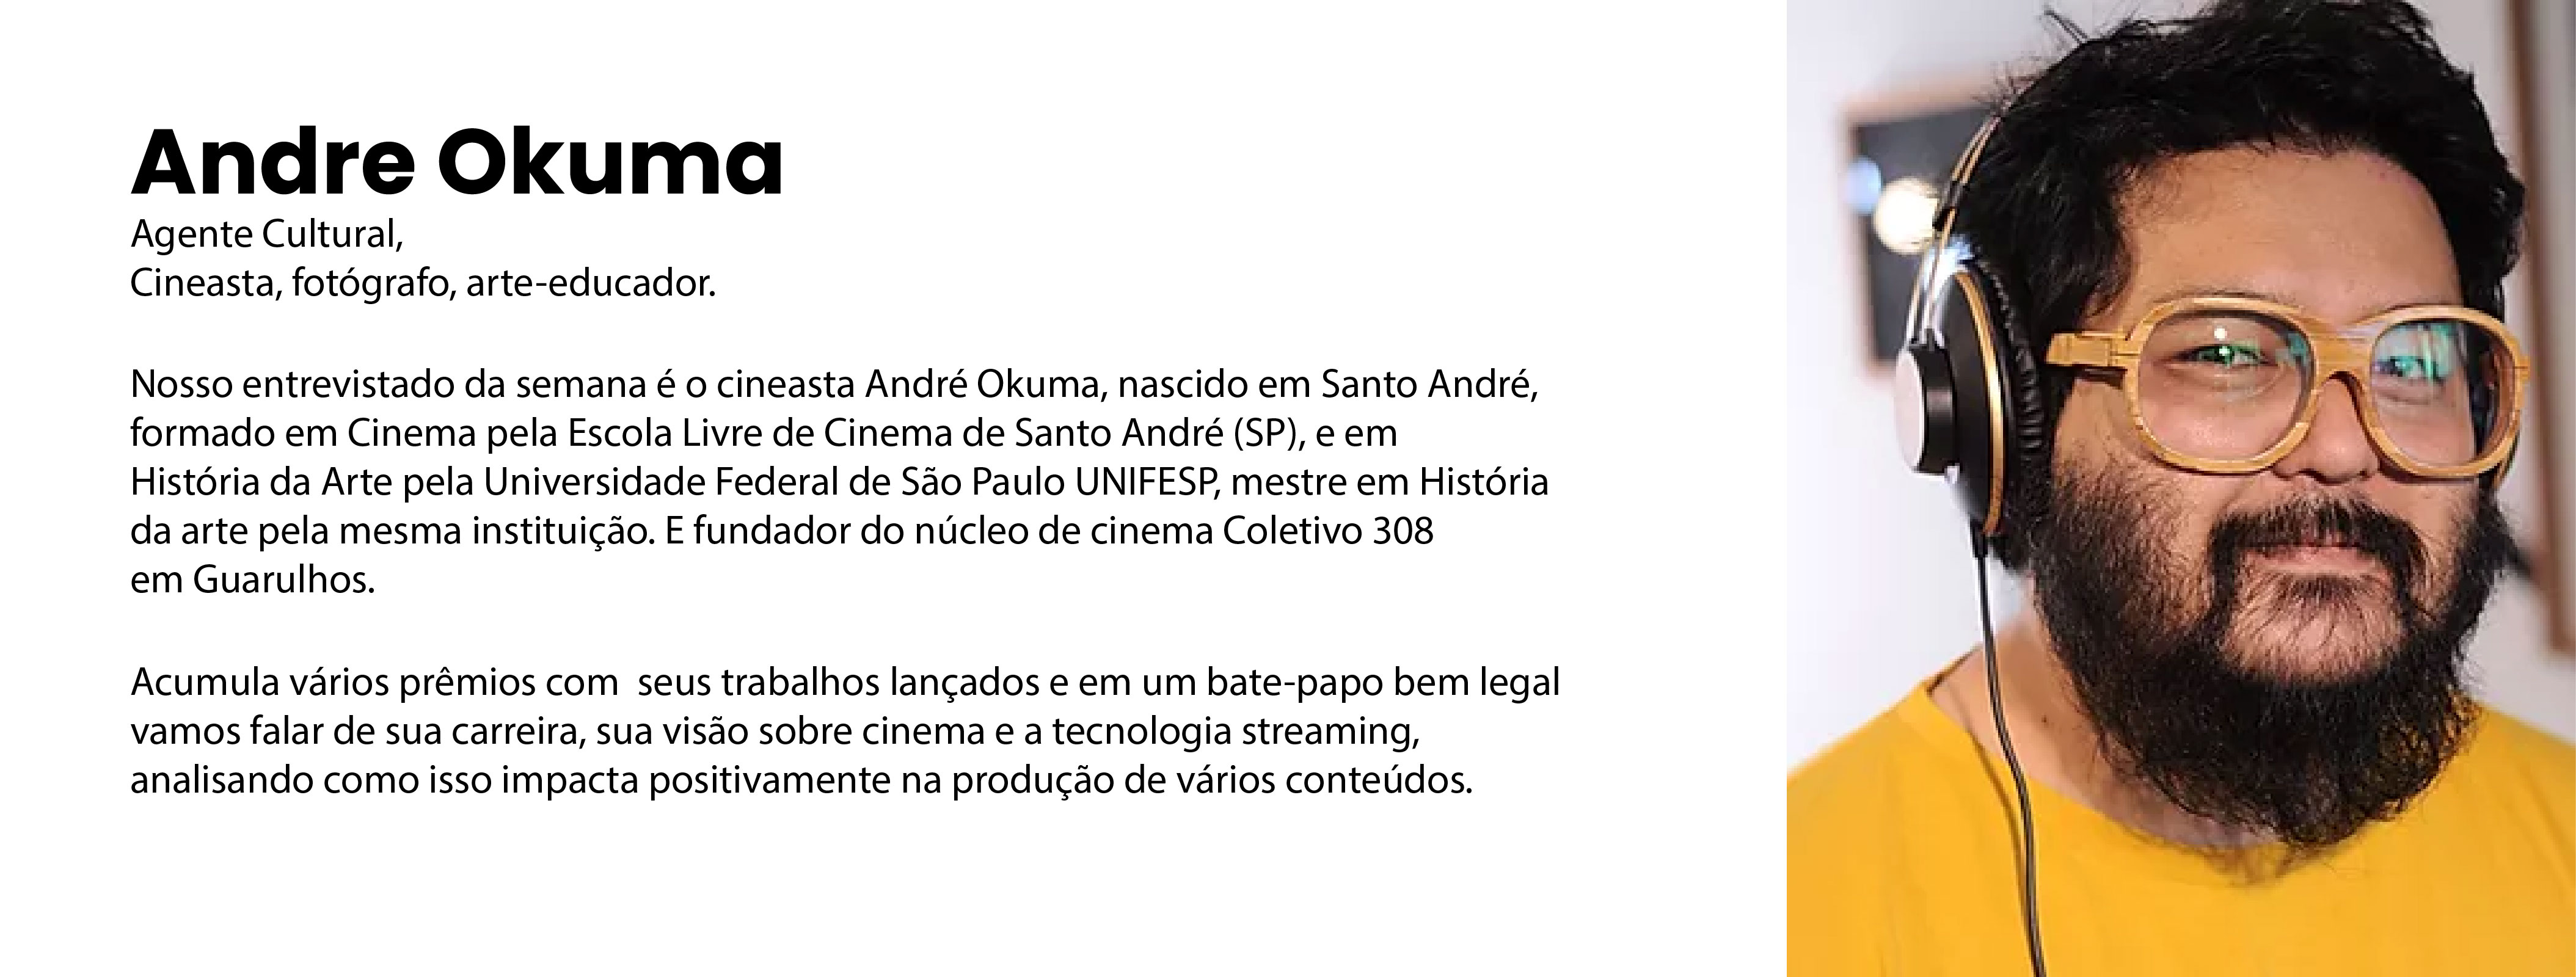 Andre Okuma
Agente Cultural,
Cineasta, fotógrafo, arte-educador.
Nosso entrevistado da semana é o cineasta André Okuma, nascido em Santo André,
formado em Cinema pela Escola Livre de Cinema de Santo André (SP), e em
História da Arte pela Universidade Federal de São Paulo UNIFESP, mestre em História
da arte pela mesma instituição. E fundador do núcleo de cinema Coletivo 308
em Guarulhos.
Acumula vários prêmios com  seus trabalhos lançados e em um bate-papo bem legal
vamos falar de sua carreira, sua visão sobre cinema e a tecnologia streaming,
analisando como isso impacta positivamente na produção de vários conteúdos.